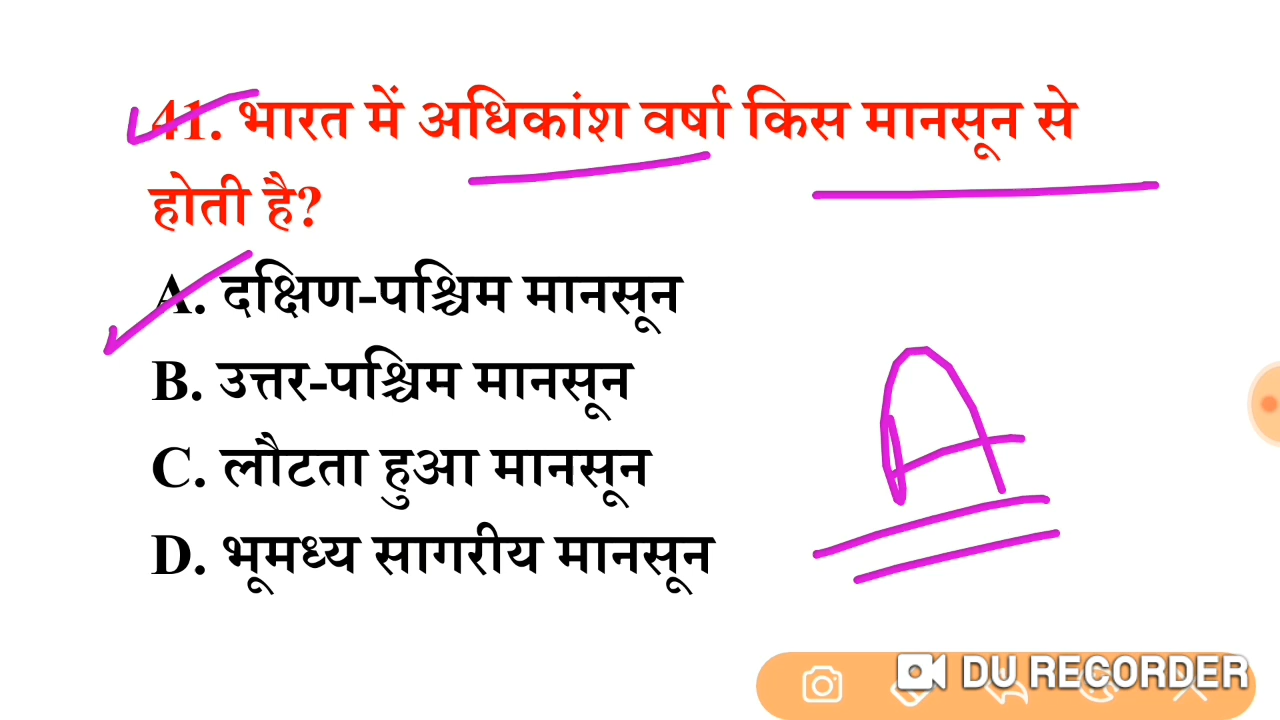 41. भारत में अधिकांश वर्षा किस मानसून से
होती है?
A. दक्षिण-पश्चिम मानसून
B. उत्तर-पश्चिम मानसून
C. लौटता हुआ मानसून
D. भूमध्य सागरीय मानसून
A
DU RECORDER